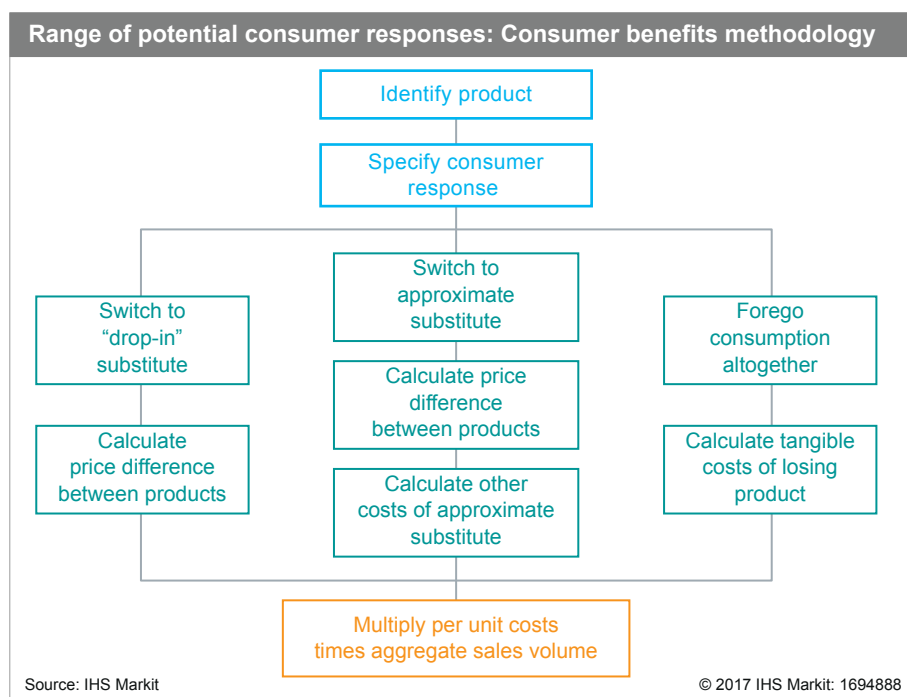 Range of potential consumer responses: Consumer benefits methodology
Identify product
Specify consumer
response
Switch to
“drop-in”
substitute
Calculate
price difference
between products
Switch to
approximate
substitute
Calculate price
difference
between products
Calculate other
costs of approximate
substitute
Forego
consumption
altogether
Calculate tangible
costs of losing
product
Multiply per unit costs
times aggregate sales volume
Source: IHS Markit
© 2017 IHS Markit: 1694888